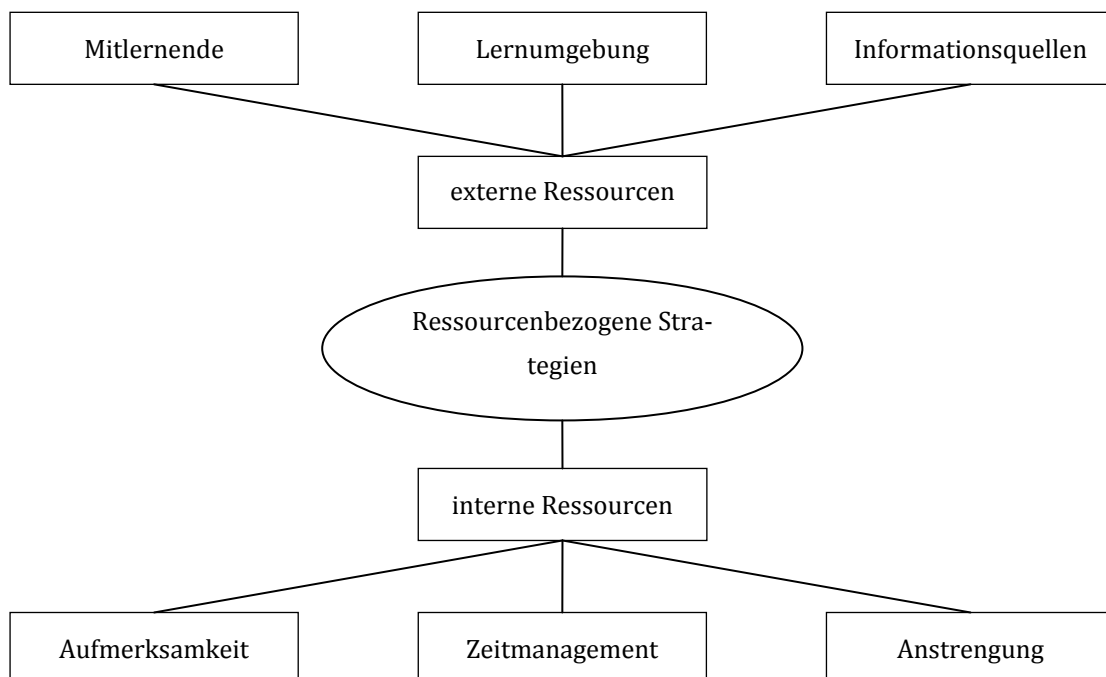 Mitlernende
Lernumgebung
Informationsquellen
externe Ressourcen
Ressourcenbezogene Stra-
tegien
interne Ressourcen
Aufmerksamkeit
Zeitmanagement
Anstrengung